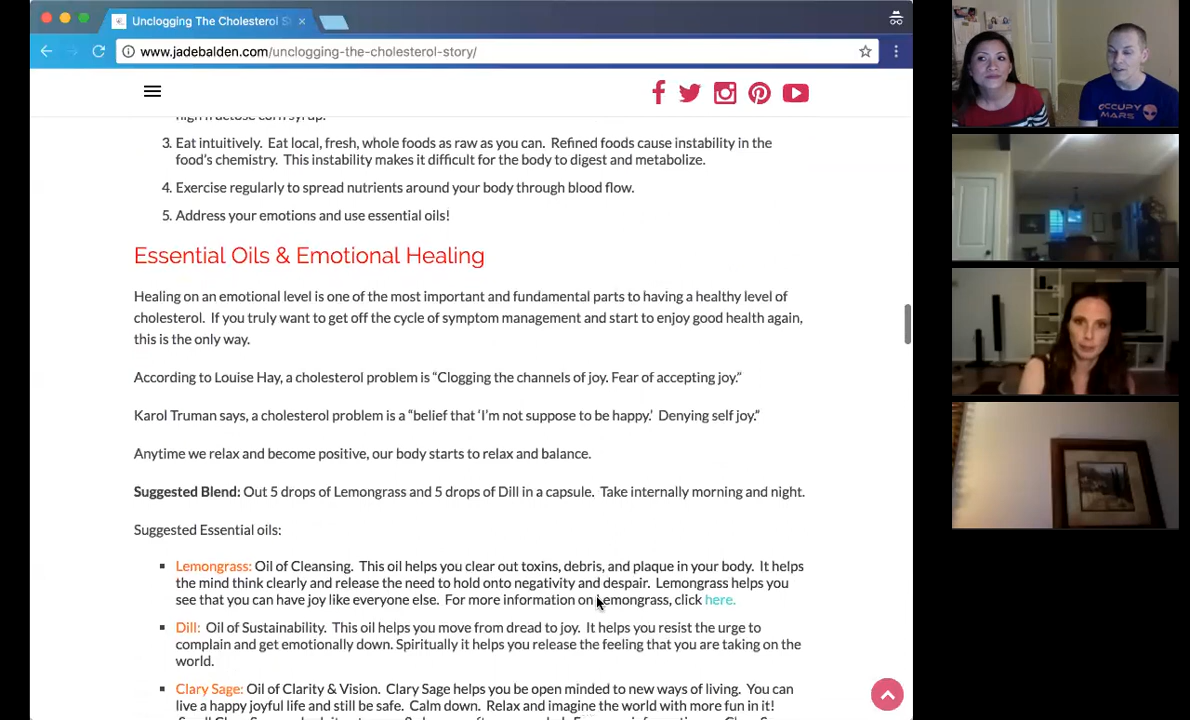 Unclogging The Cholesterol S
www.jadebalden.com/unclogging-the-cholesterol-story/
high fructose corn syrup.
3. Eat intuitively. Eat local, fresh, whole foods as raw as you can. Refined foods cause instability in the
food's chemistry. This instability makes it difficult for the body to digest and metabolize.
4. Exercise regularly to spread nutrients around your body through blood flow.
5. Address your emotions and use essential oils!
Essential Oils & Emotional Healing
Healing on an emotional level is one of the most important and fundamental parts to having a healthy level of
cholesterol. If you truly want to get off the cycle of symptom management and start to enjoy good health again,
this is the only way.
According to Louise Hay, a cholesterol problem is “Clogging the channels of joy. Fear of accepting joy.”
Karol Truman says, a cholesterol problem is a “belief that ‘I'm not suppose to be happy.’ Denying self joy.”
Anytime we relax and become positive, our body starts to relax and balance.
Suggested Blend: Out 5 drops of Lemongrass and 5 drops of Dill in a capsule. Take internally morning and night.
Suggested Essential oils:
Lemongrass: Oil of Cleansing. This oil helps you clear out toxins, debris, and plaque in your body. It helps
the mind think clearly and release the need to hold onto negativity and despair. Lemongrass helps you
see that you can have joy like everyone else. For more information on Lemongrass, click here.
Dill: Oil of Sustainability. This oil helps you move from dread to joy. It helps you resist the urge to
complain and get emotionally down. Spiritually it helps you release the feeling that you are taking on the
world.
Clary Sage: Oil of Clarity & Vision. Clary Sage helps you be open minded to new ways of living. You can
live a happy joyful life and still be safe. Calm down. Relax and imagine the world with more fun in it!
OCCUPY
MARS